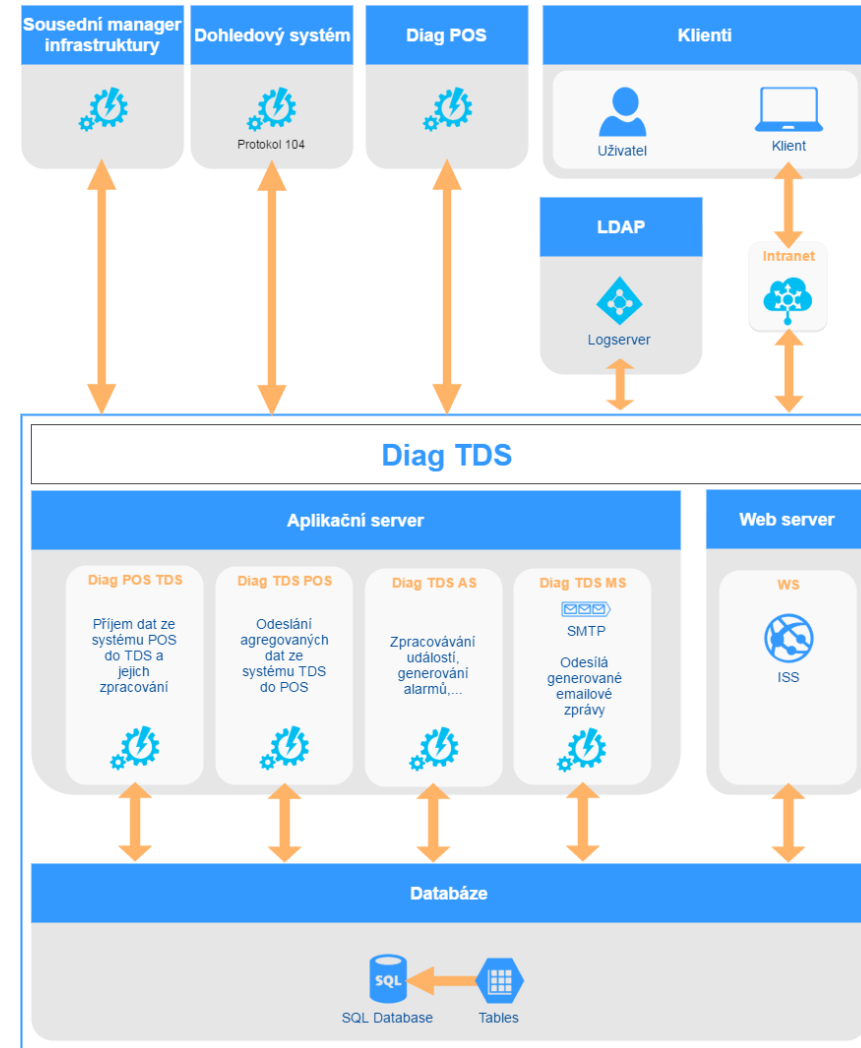 Sousední manager
infrastruktury
Dohledový systém
Diag POS
Klienti
Protokol 104
Uživatel
Klient
LDAP
Logserver
Intranet
Diag TDS
Aplikační server
Web server
Diag POS TDS
Příjem dat ze
systému POS
do TDS a
jejich
zpracování
Diag TDS POS
Odeslání
agregovaných
dat ze
systému TDS
do POS
Diag TDS AS
Zpracovávání
událostí,
generování
alarmů,...
Diag TDS MS
SMTP
Odesílá
generované
emailové
zprávy
WS
ISS
Databáze
SQL
SQL Database
Tables